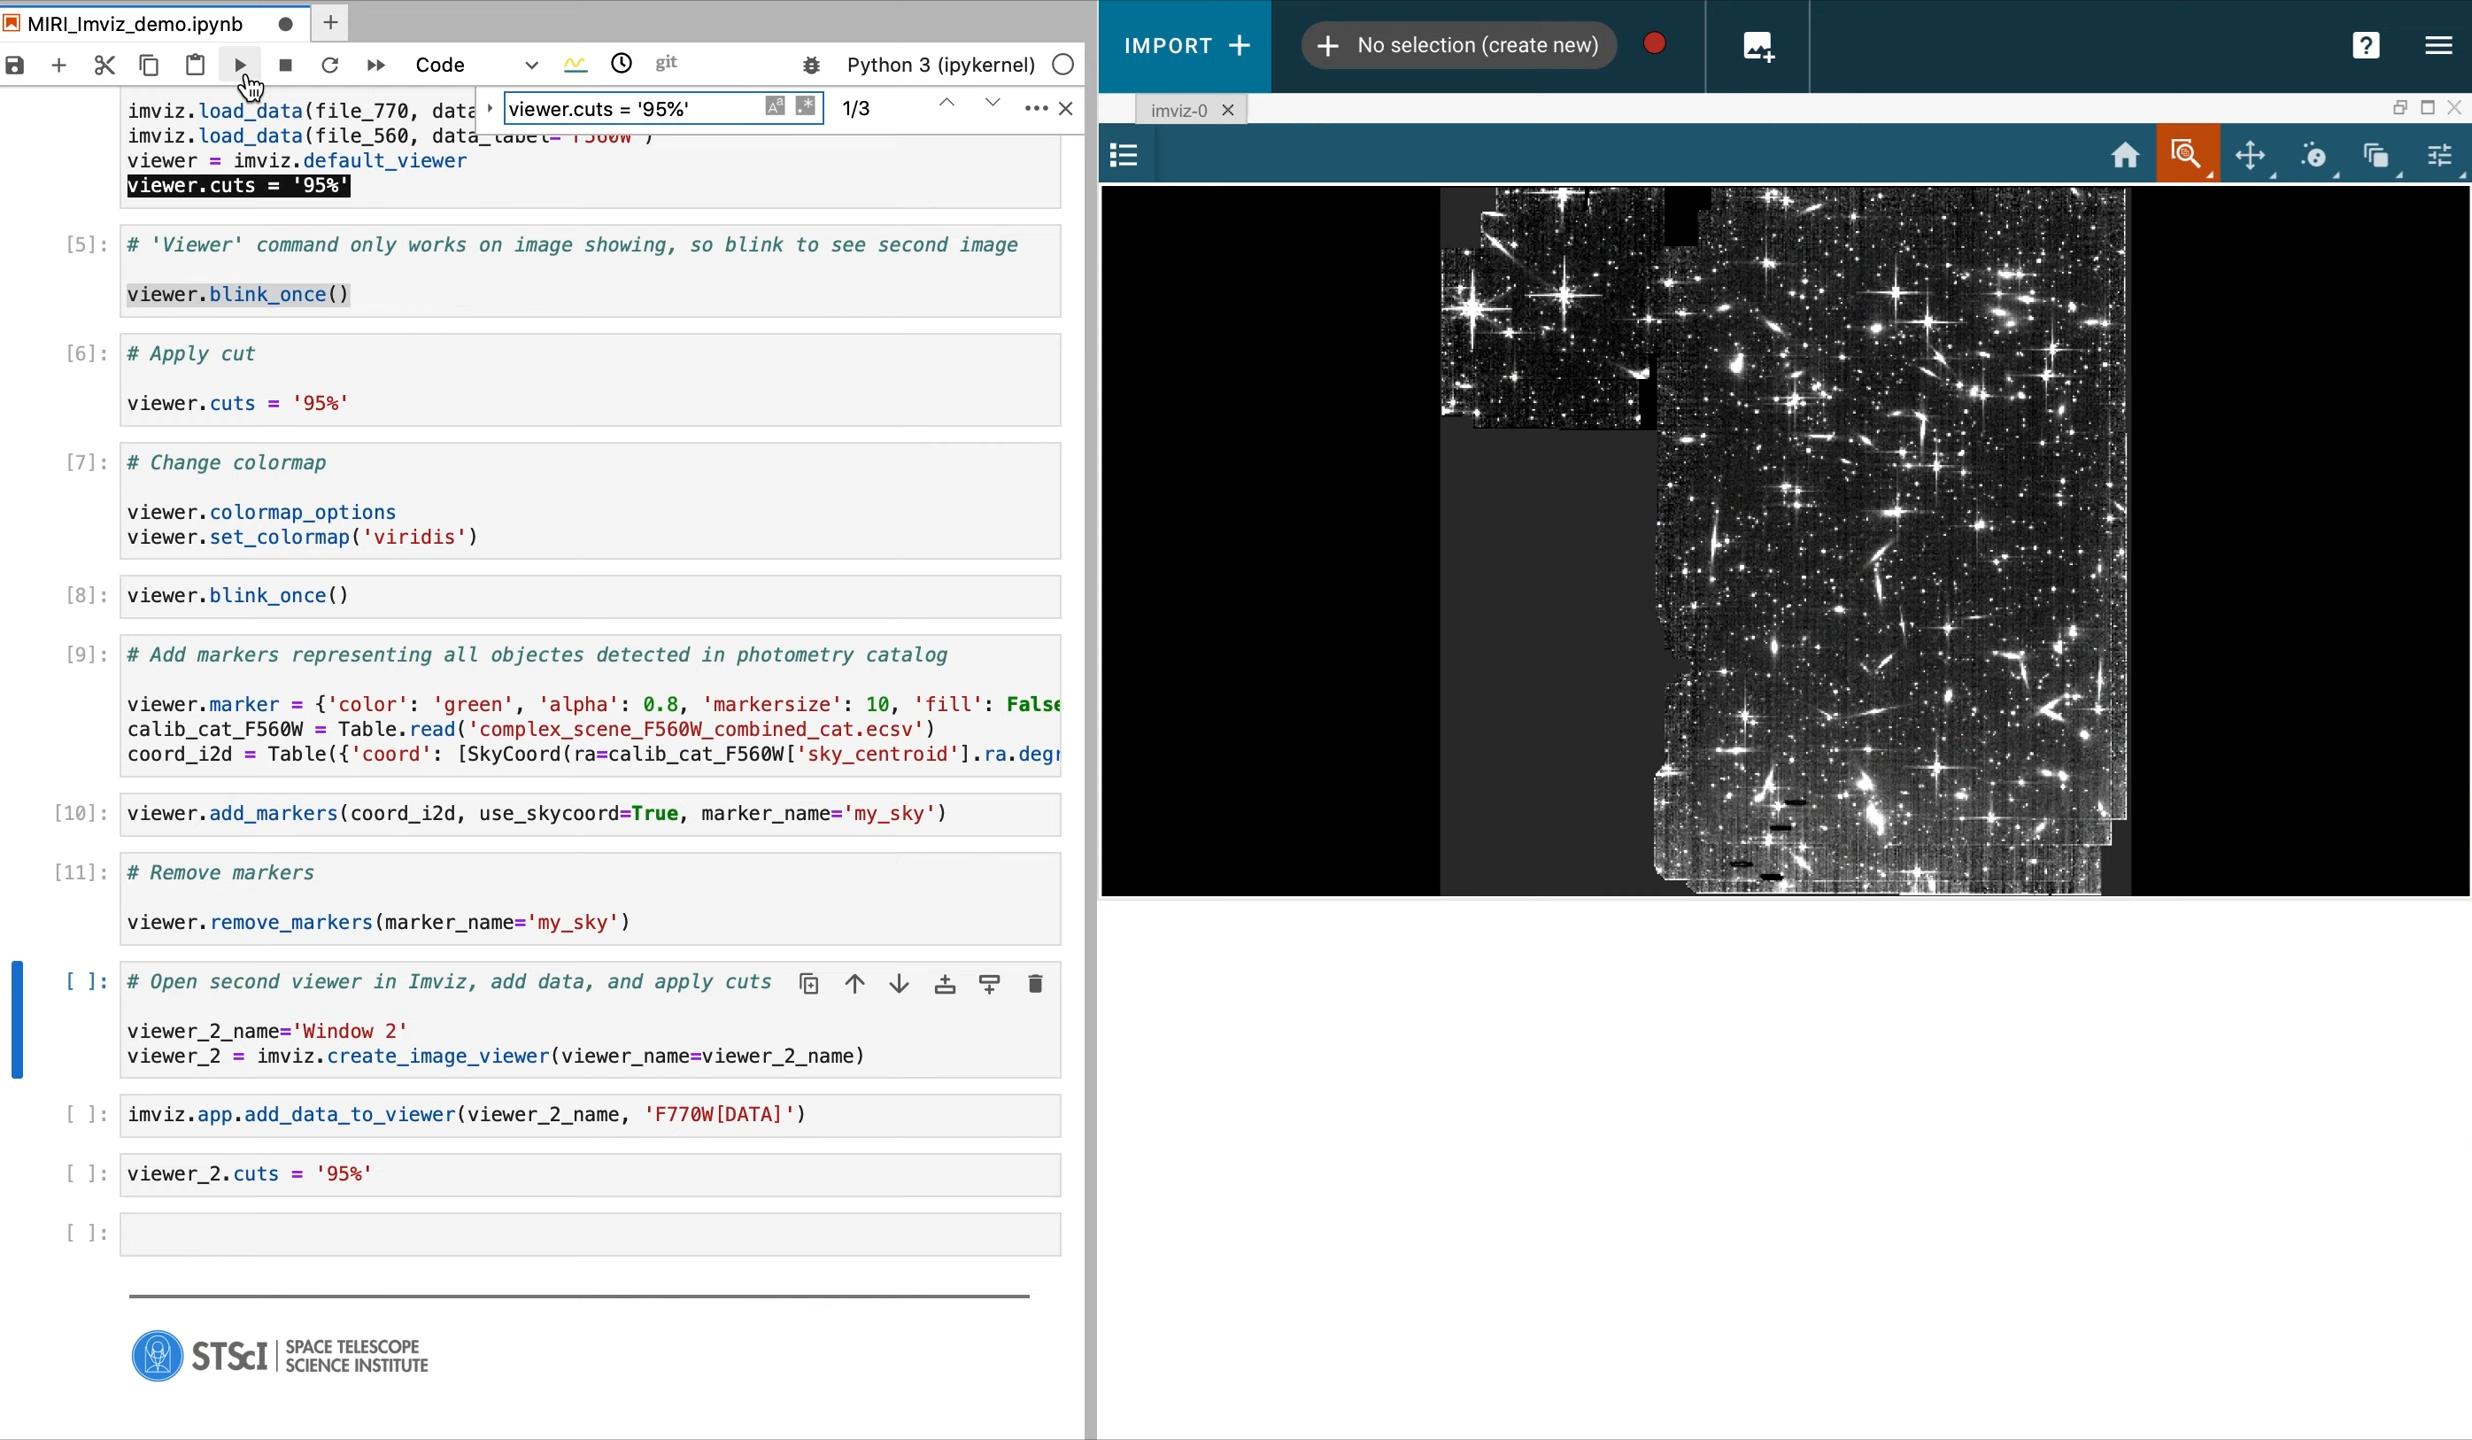 MIRI_Imviz_demo.ipynb
Code
git
Python 3 (ipykernel)
viewer.cuts = '95%'
1/3
imviz.load_data(file_770, data
imviz.load_data(file_560, data_label=
viewer = imviz.default_viewer
viewer.cuts = '95%'
[5]:
# 'Viewer' command only works on image showing, so blink to see second image
viewer.blink_once()
[6]:
# Apply cut
viewer.cuts = '95%'
[7]:
# Change colormap
viewer.colormap_options
viewer.set_colormap('viridis')
[8]:
viewer.blink_once()
[9]:
# Add markers representing all objectes detected in photometry catalog
viewer.marker = {'color': 'green', 'alpha': 0.8, 'markersize': 10, 'fill': False
calib_cat_F560W = Table.read('complex_scene_F560W_combined_cat.ecsv')
coord_i2d = Table({'coord': [SkyCoord(ra=calib_cat_F560W['sky_centroid'].ra.degr
[10]:
viewer.add_markers(coord_i2d, use_skycoord=True, marker_name='my_sky')
[11]:
# Remove markers
viewer.remove_markers(marker_name='my_sky')
[ ]:
# Open second viewer in Imviz, add data, and apply cuts
viewer_2_name='Window 2'
viewer_2 = imviz.create_image_viewer(viewer_name=viewer_2_name)
[ ]:
imviz.app.add_data_to_viewer(viewer_2_name, 'F770W[DATA]')
[ ]:
viewer_2.cuts = '95%'
[ ]:
STScI
SPACE TELESCOPE
SCIENCE INSTITUTE
IMPORT +
+ No selection (create new)
imviz-0